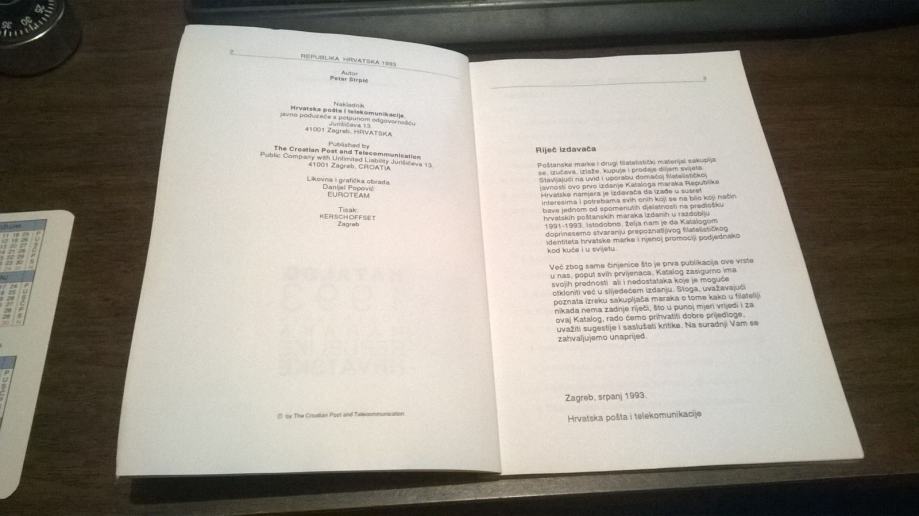 2
REPUBLIKA HRVATSKA 1993
Autor
Petar Strpić
Nakladnik
Hrvatska pošta i telekomunikacije,
javno poduzeće s potpunom odgovornošću
Jurišićeva 13
41001 Zagreb, HRVATSKA
Published by
The Croatian Post and Telecommunication
Public Company with Unlimited Liability Jurišićeva 13,
41001 Zagreb, CROATIA
Likovna i grafička obrada
Danijel Popović
EUROTEAM
Tisak:
KERSCHOFFSET
Zagreb
© by The Croatian Post and Telecommunication
3
Riječ izdavača
Poštanske marke i drugi filatelistički materijal sakuplja
se, izučava, izlaže, kupuje i prodaje diljem svijeta.
Stavljajući na uvid i uporabu domaćoj filatelističkoj
javnosti ovo prvo izdanje Kataloga maraka Republike
Hrvatske namjera je izdavača da izađe u susret
interesima i potrebama svih onih koji se na bilo koji način
bave jednom od spomenutih djelatnosti na predlošku
hrvatskih poštanskih maraka izdanih u razdoblju
1991-1993. Istodobno, želja nam je da Katalogom
doprinesemo stvaranju prepoznatljivog filatelističkog
identiteta hrvatske marke i njenoj promociji podjednako
kod kuće i u svijetu.
Već zbog same činjenice što je prva publikacija ove vrste
u nas, poput svih prvijenaca, Katalog zasigurno ima
svojih prednosti ali i nedostataka koje je moguće
otkloniti već u slijedećem izdanju. Stoga, uvažavajući
poznatu izreku sakupljača maraka o tome kako u filateliji
nikada nema zadnje riječi, što u punoj mjeri vrijedi i za
ovaj Katalog, rado ćemo prihvatiti dobre prijedloge,
uvažiti sugestije i saslušati kritike. Na suradnji Vam se
zahvaljujemo unaprijed.
Zagreb, srpanj 1993.
Hrvatska pošta i telekomunikacije